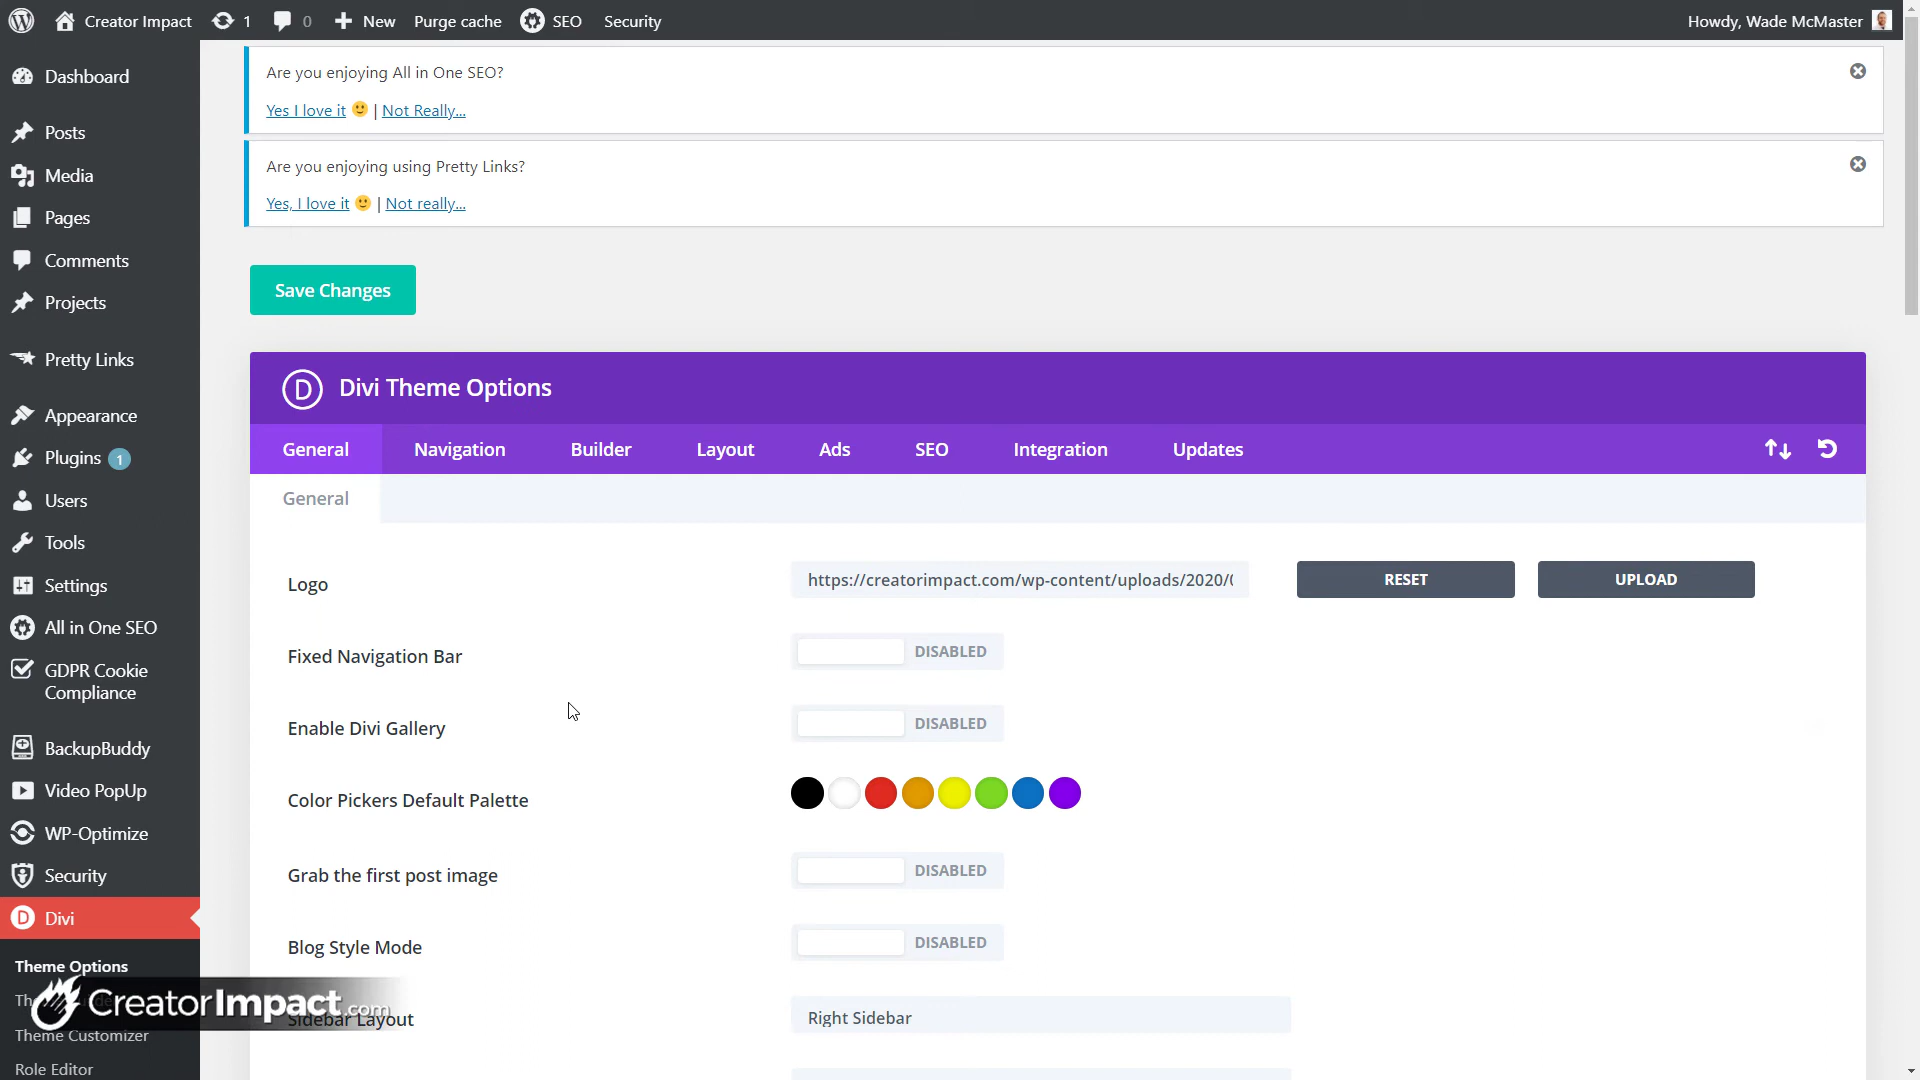 Creator Impact 1 0 New Purge cache SEO Security Howdy, Wade McMaster
Dashboard
Posts
Media
Pages
Comments
Projects
Pretty Links
Appearance
Plugins 1
Users
Tools
Settings
All in One SEO
GDPR Cookie
Compliance
BackupBuddy
Video PopUp
WP-Optimize
Security
Divi
Theme Options
Theme Customizer
Role Editor
Are you enjoying All in One SEO?
Yes I love it 🙂 | Not Really...
Are you enjoying using Pretty Links?
Yes, I love it 🙂 | Not really...
Save Changes
D Divi Theme Options
General Navigation Builder Layout Ads SEO Integration Updates
General
Logo https://creatorimpact.com/wp-content/uploads/2020/0 RESET UPLOAD
Fixed Navigation Bar DISABLED
Enable Divi Gallery DISABLED
Color Pickers Default Palette
Grab the first post image DISABLED
Blog Style Mode DISABLED
Sidebar Layout Right Sidebar
CreatorImpact.com